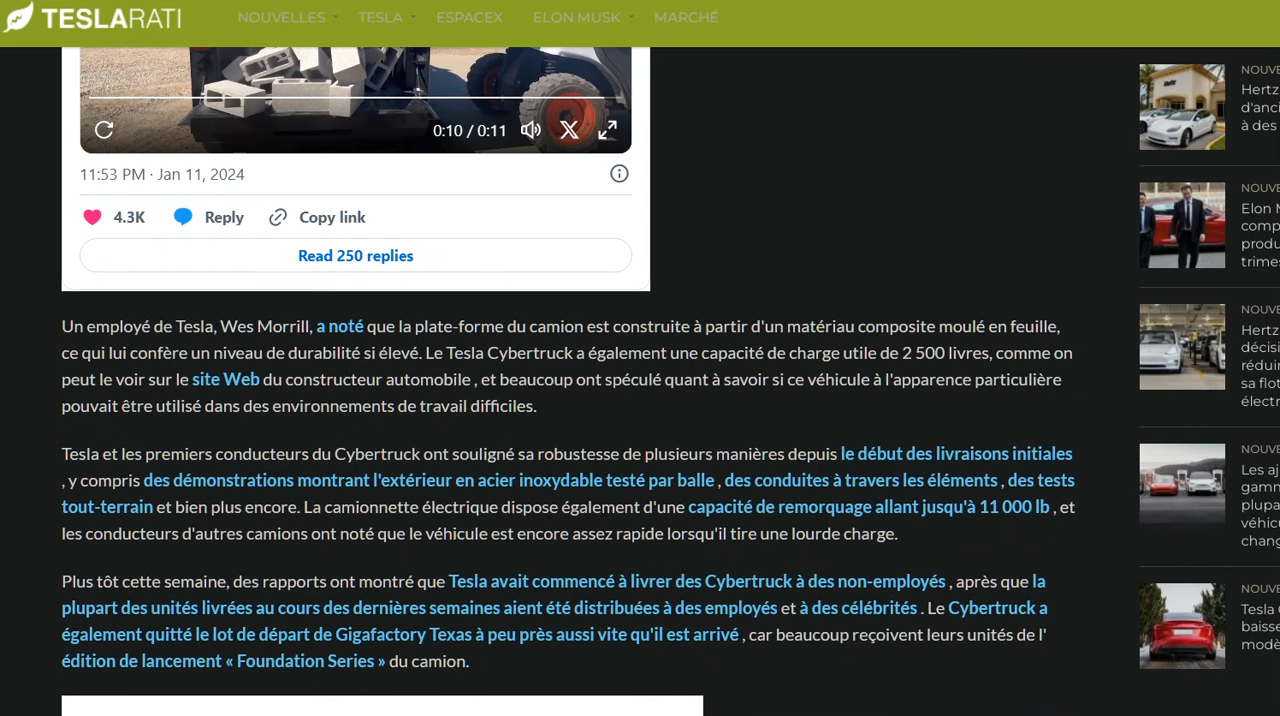 TESLARATI
NOUVELLES
TESLA
ESPACEX
ELON MUSK
MARCHÉ
0:10 / 0:11
11:53 PM · Jan 11, 2024
4.3K
Reply
Copy link
Read 250 replies
Un employé de Tesla, Wes Morrill, a noté que la plate-forme du camion est construite à partir d'un matériau composite moulé en feuille,
ce qui lui confère un niveau de durabilité si élevé. Le Tesla Cybertruck a également une capacité de charge utile de 2 500 livres, comme on
peut le voir sur le site Web du constructeur automobile , et beaucoup ont spéculé quant à savoir si ce véhicule à l'apparence particulière
pouvait être utilisé dans des environnements de travail difficiles.
Tesla et les premiers conducteurs du Cybertruck ont souligné sa robustesse de plusieurs manières depuis le début des livraisons initiales
, y compris des démonstrations montrant l'extérieur en acier inoxydable testé par balle , des conduites à travers les éléments , des tests
tout-terrain et bien plus encore. La camionnette électrique dispose également d'une capacité de remorquage allant jusqu'à 11 000 lb , et
les conducteurs d'autres camions ont noté que le véhicule est encore assez rapide lorsqu'il tire une lourde charge.
Plus tôt cette semaine, des rapports ont montré que Tesla avait commencé à livrer des Cybertruck à des non-employés , après que la
plupart des unités livrées au cours des dernières semaines aient été distribuées à des employés et à des célébrités . Le Cybertruck a
également quitté le lot de départ de Gigafactory Texas à peu près aussi vite qu'il est arrivé , car beaucoup reçoivent leurs unités de l'
édition de lancement « Foundation Series » du camion.
NOUVE
Hertz
d'anci
à des
NOUVE
Elon M
comp
produ
trimes
NOUVE
Hertz
décisi
rédui
sa flot
électr
NOUVE
Les aj
gamm
plupa
véhicu
chang
NOUVE
Tesla
baisse
modè